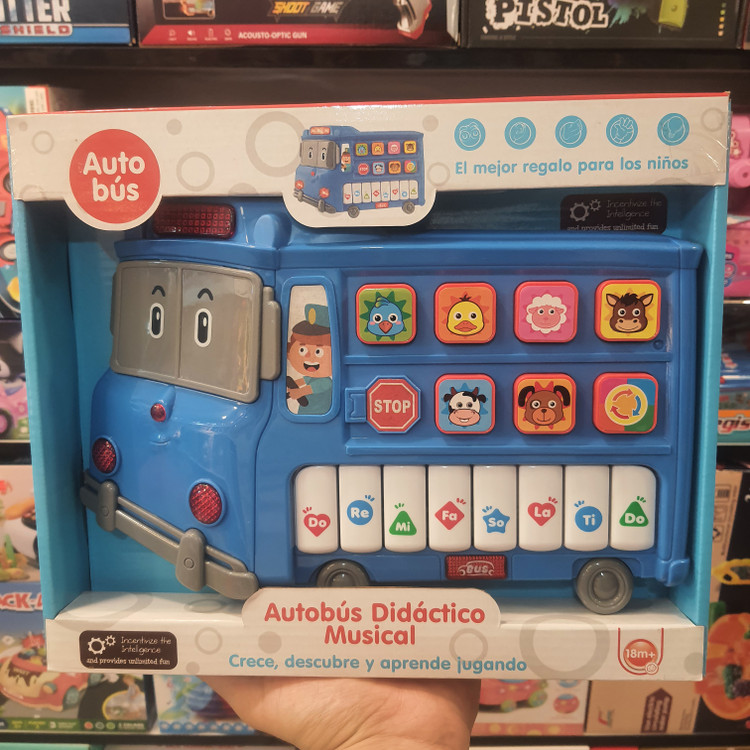 SHIELD
SHOOT GAME
ACOUSTO-OPTIC GUN
PISTOL
Auto
bús
El mejor regalo para los niños
Incentivize the
Intelligence
and provides unlimited fun
STOP
Do
Re
Mi
Fa
So
La
Ti
Do
BUS
Autobús Didáctico
Musical
Crece, descubre y aprende jugando
Incentivize the
Intelligence
and provides unlimited fun
18m+